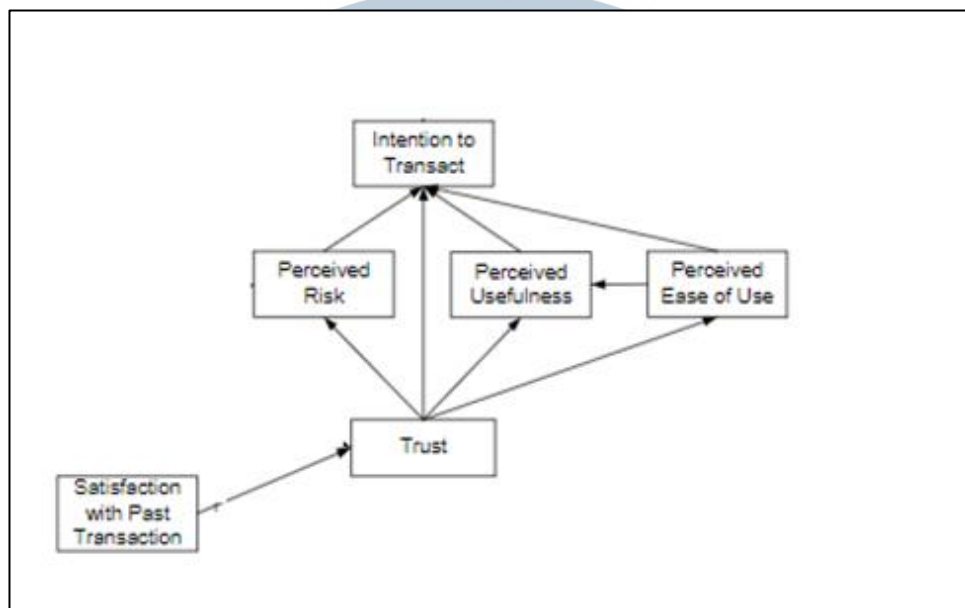 Intention to
Transact
Perceived
Risk
Perceived
Usefulness
Perceived
Ease of Use
Trust
Satisfaction
with Past
Transaction